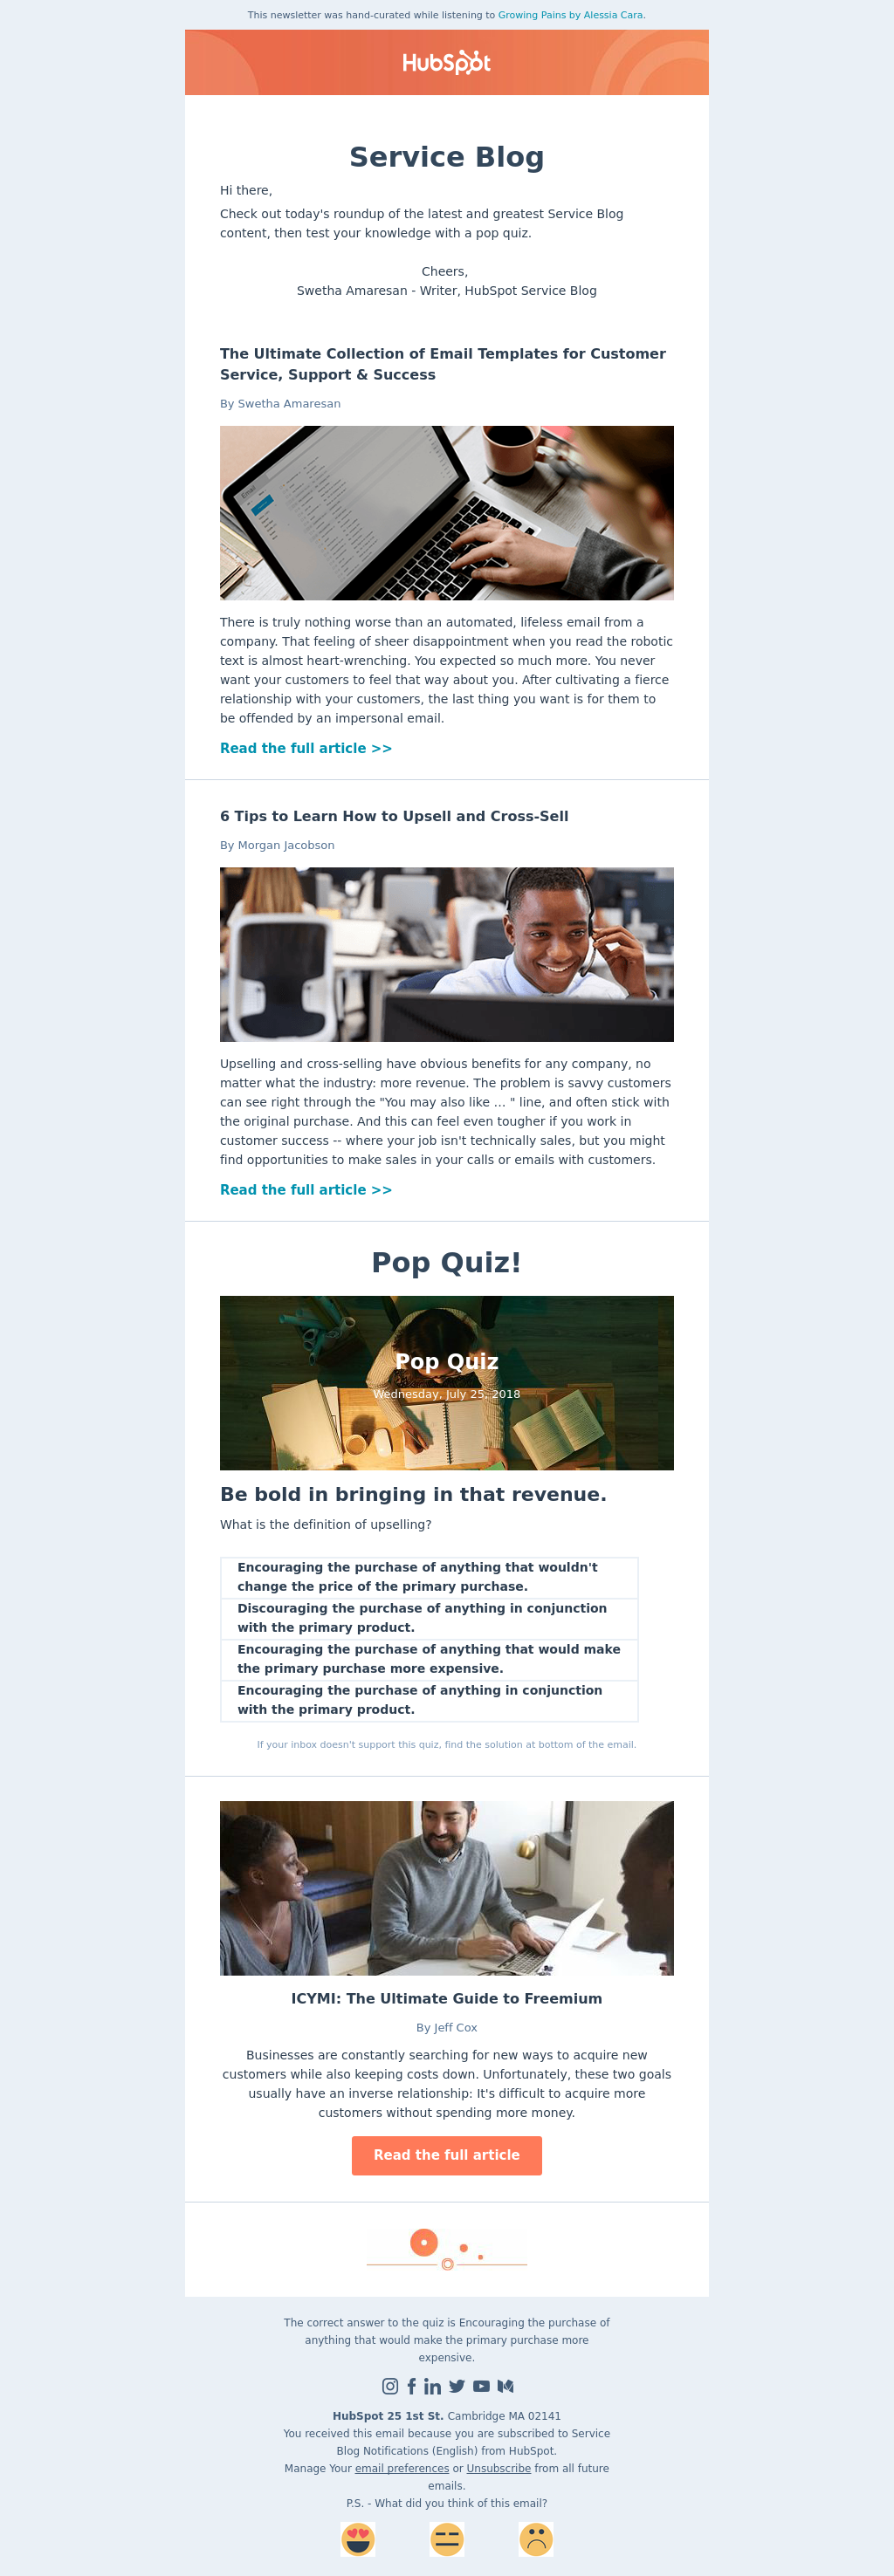 This newsletter was hand-curated while listening to Growing Pains by Alessia Cara.
HubSpot
Service Blog
Hi there,
Check out today's roundup of the latest and greatest Service Blog
content, then test your knowledge with a pop quiz.
Cheers,
Swetha Amaresan - Writer, HubSpot Service Blog
The Ultimate Collection of Email Templates for Customer
Service, Support & Success
By Swetha Amaresan
Email
There is truly nothing worse than an automated, lifeless email from a
company. That feeling of sheer disappointment when you read the robotic
text is almost heart-wrenching. You expected so much more. You never
want your customers to feel that way about you. After cultivating a fierce
relationship with your customers, the last thing you want is for them to
be offended by an impersonal email.
Read the full article >>
6 Tips to Learn How to Upsell and Cross-Sell
By Morgan Jacobson
Upselling and cross-selling have obvious benefits for any company, no
matter what the industry: more revenue. The problem is savvy customers
can see right through the "You may also like … " line, and often stick with
the original purchase. And this can feel even tougher if you work in
customer success -- where your job isn't technically sales, but you might
find opportunities to make sales in your calls or emails with customers.
Read the full article >>
Pop Quiz!
Pop Quiz
Wednesday, July 25, 2018
Be bold in bringing in that revenue.
What is the definition of upselling?
Encouraging the purchase of anything that wouldn't
change the price of the primary purchase.
Discouraging the purchase of anything in conjunction
with the primary product.
Encouraging the purchase of anything that would make
the primary purchase more expensive.
Encouraging the purchase of anything in conjunction
with the primary product.
If your inbox doesn't support this quiz, find the solution at bottom of the email.
ICYMI: The Ultimate Guide to Freemium
By Jeff Cox
Businesses are constantly searching for new ways to acquire new
customers while also keeping costs down. Unfortunately, these two goals
usually have an inverse relationship: It's difficult to acquire more
customers without spending more money.
Read the full article
The correct answer to the quiz is Encouraging the purchase of
anything that would make the primary purchase more
expensive.
HubSpot 25 1st St. Cambridge MA 02141
You received this email because you are subscribed to Service
Blog Notifications (English) from HubSpot.
Manage Your email preferences or Unsubscribe from all future
emails.
P.S. - What did you think of this email?